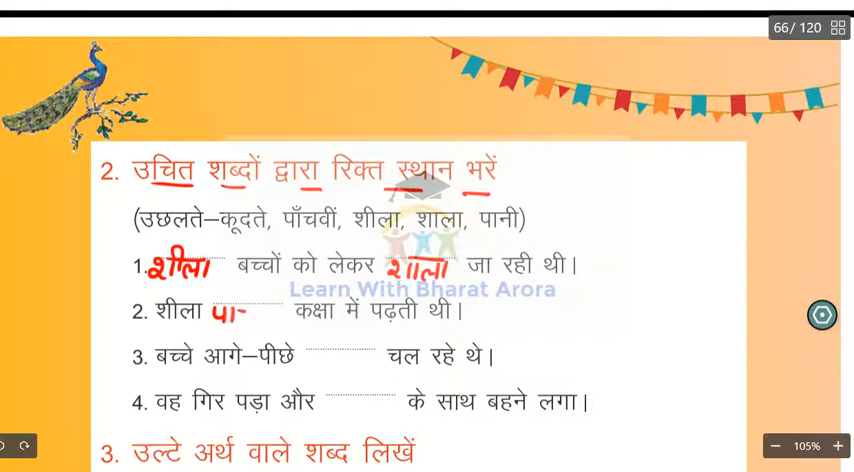 66 / 120
2. उचित शब्दों द्वारा रिक्त स्थान भरें
(उछलते–कूदते, पाँचवीं, शीला, शाला, पानी)
1. शीला बच्चों को लेकर शाला जा रही थी।
Learn With Bharat Arora
2. शीला पा कक्षा में पढ़ती थी।
3. बच्चे आगे–पीछे चल रहे थे।
4. वह गिर पड़ा और के साथ बहने लगा।
3. उल्टे अर्थ वाले शब्द लिखें
105%